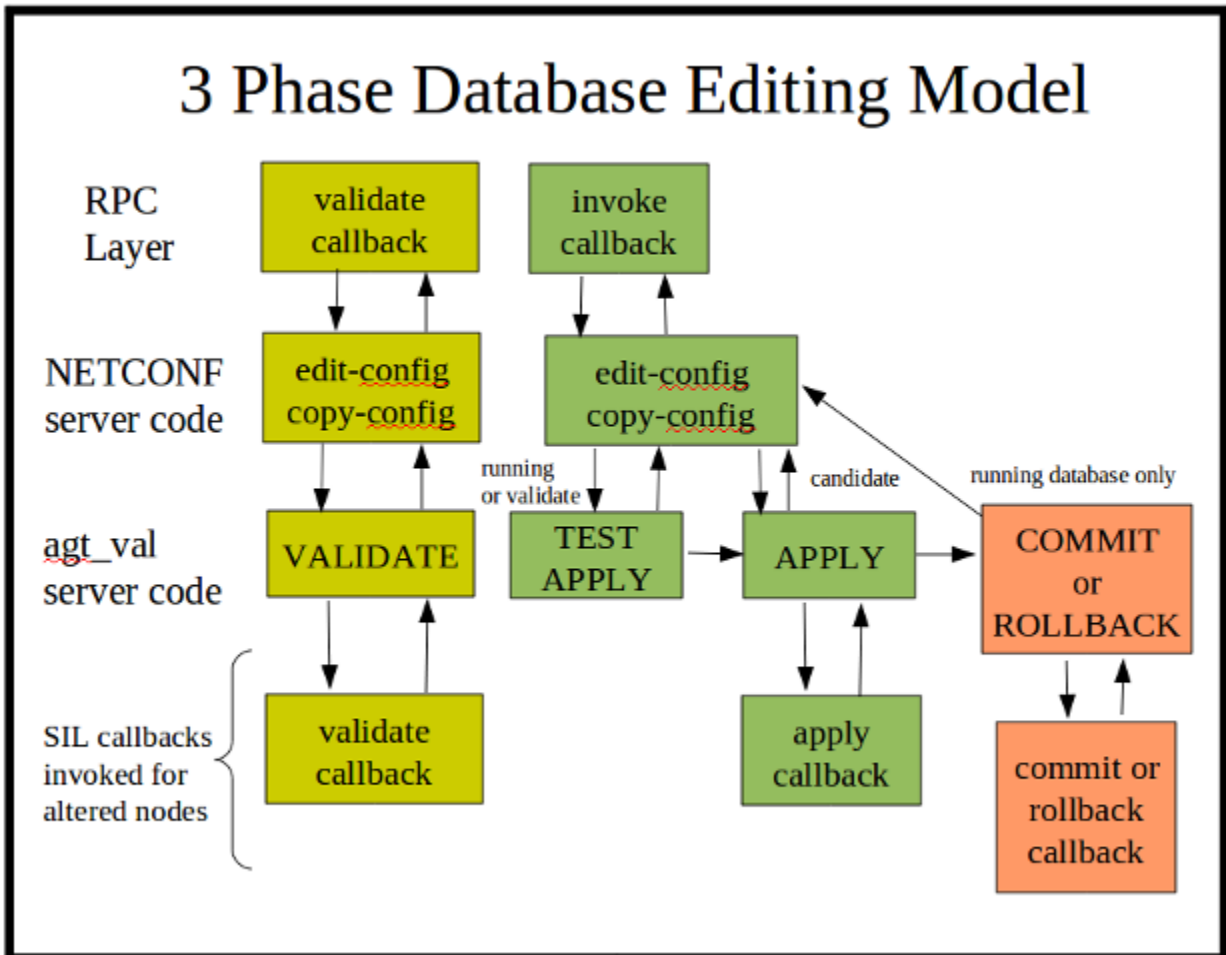 3 Phase Database Editing Model
RPC
Layer
validate
callback
invoke
callback
NETCONF
server code
edit-config
copy-config
edit-config
copy-config
running
or validate
candidate
running database only
agt_val
server code
VALIDATE
TEST
APPLY
APPLY
COMMIT
or
ROLLBACK
SIL callbacks
invoked for
altered nodes
validate
callback
apply
callback
commit or
rollback
callback